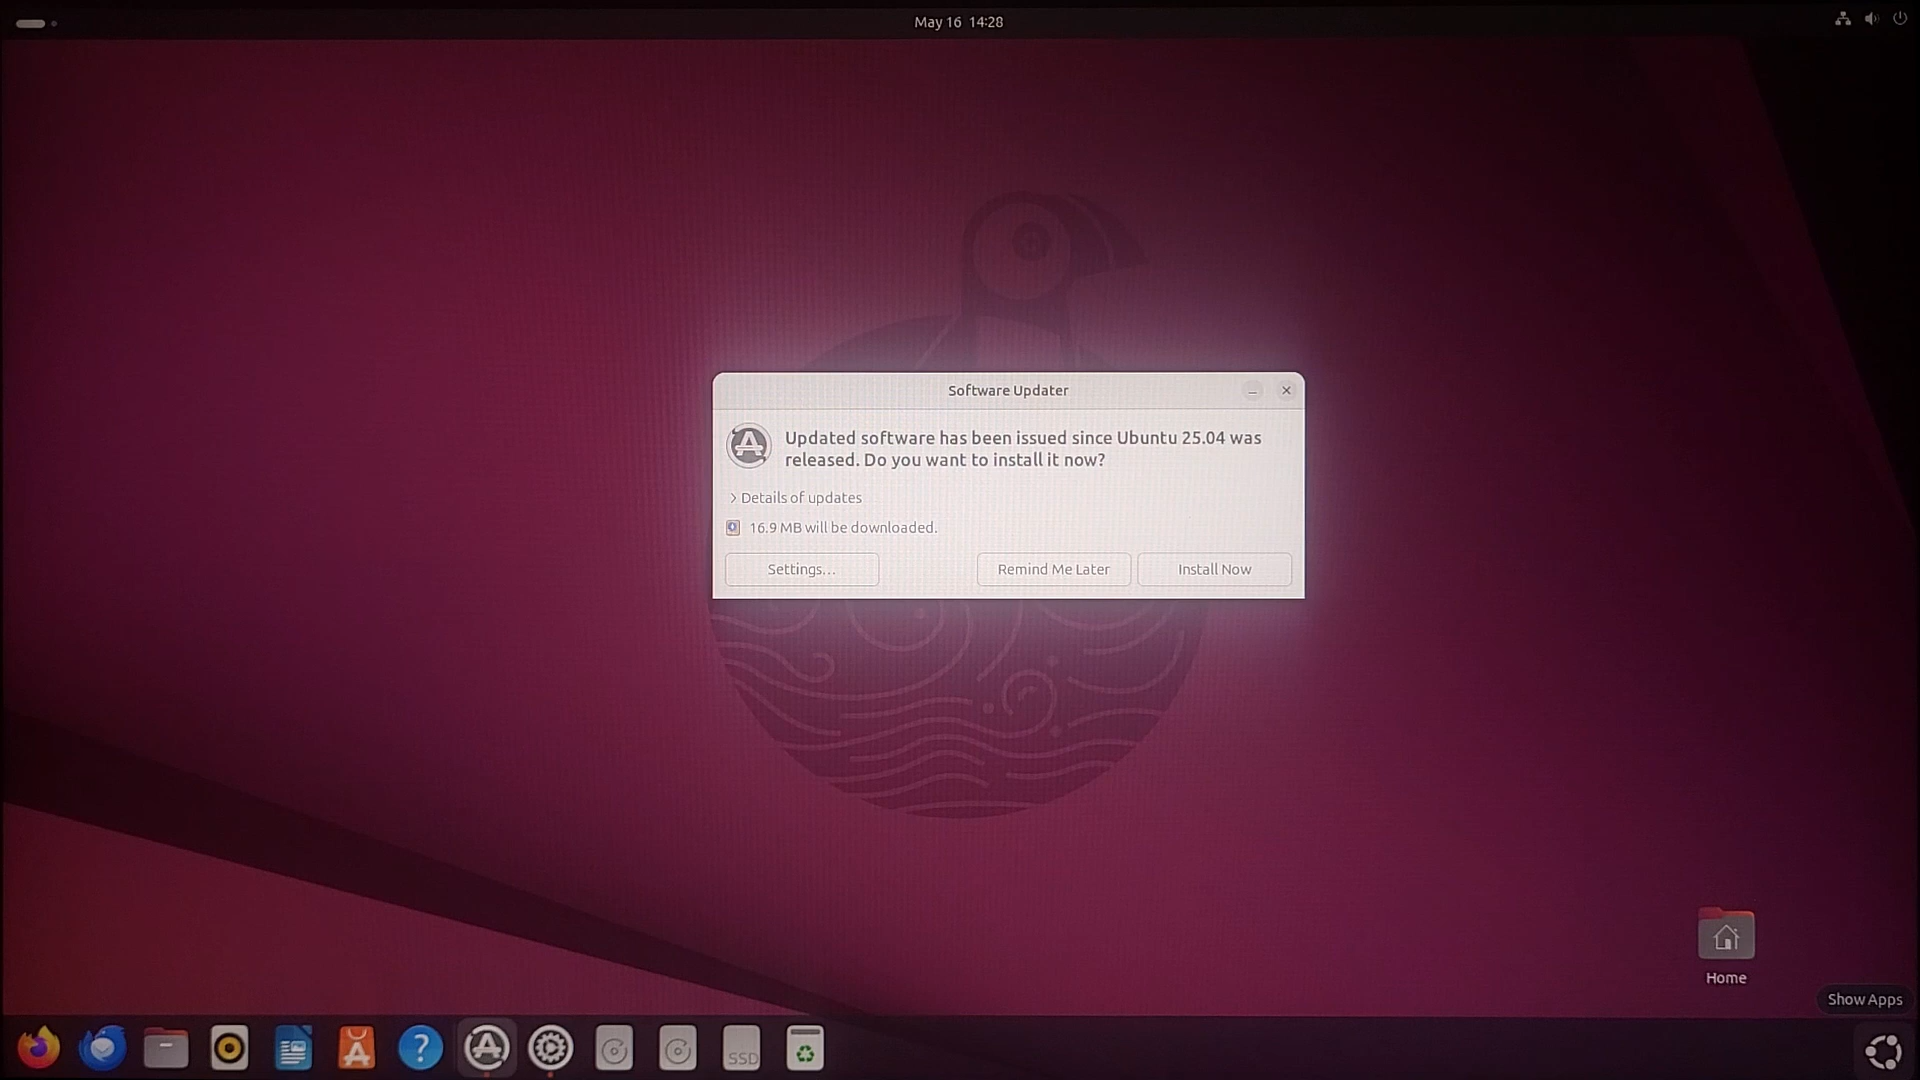 May 16 14:28
Software Updater
Updated software has been issued since Ubuntu 25.04 was
released. Do you want to install it now?
Details of updates
16.9 MB will be downloaded.
Settings…
Remind Me Later
Install Now
Home
Show Apps
SSD